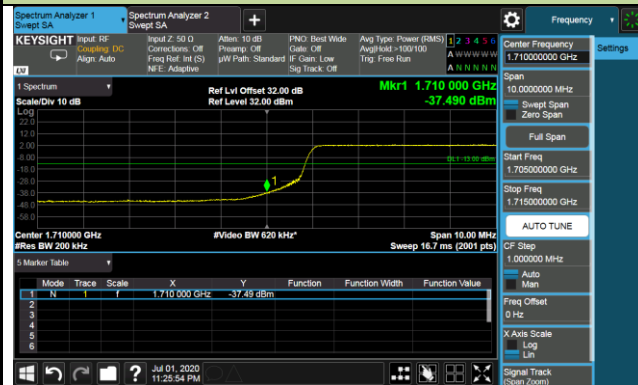 Spectrum Analyzer 1
Swept SA
Spectrum Analyzer 2
Swept SA
Frequency
KEYSIGHT
Input: RF
Coupling: DC
Align: Auto
Input Z: 50 Ω
Corrections: Off
Freq Ref: Int (S)
NFE: Adaptive
Atten: 10 dB
Preamp: Off
µW Path: Standard
PNO: Best Wide
Gate: Off
IF Gain: Low
Sig Track: Off
Avg Type: Power (RMS)
Avg|Hold:>100/100
Trig: Free Run
1 2 3 4 5 6
A W W W W W
A N N N N N
LXI
1 Spectrum
Scale/Div 10 dB
Log
Ref Lvl Offset 32.00 dB
Ref Level 32.00 dBm
Mkr1 1.710 000 GHz
-37.490 dBm
22.0
12.0
2.00
-8.00
-18.0
-28.0
-38.0
-48.0
-58.0
DL1 -13.00 dBm
1
Center 1.710000 GHz
#Res BW 200 kHz
#Video BW 620 kHz*
Span 10.00 MHz
Sweep 16.7 ms (2001 pts)
5 Marker Table
Mode Trace Scale X Y Function Function Width Function Value
1 N 1 f 1.710 000 GHz -37.49 dBm
2
3
4
5
6
Jul 01, 2020
11:25:54 PM
Center Frequency
1.710000000 GHz
Settings
Span
10.0000000 MHz
Swept Span
Zero Span
Full Span
Start Freq
1.705000000 GHz
Stop Freq
1.715000000 GHz
AUTO TUNE
CF Step
1.000000 MHz
Auto
Man
Freq Offset
0 Hz
X Axis Scale
Log
Lin
Signal Track
(Span Zoom)